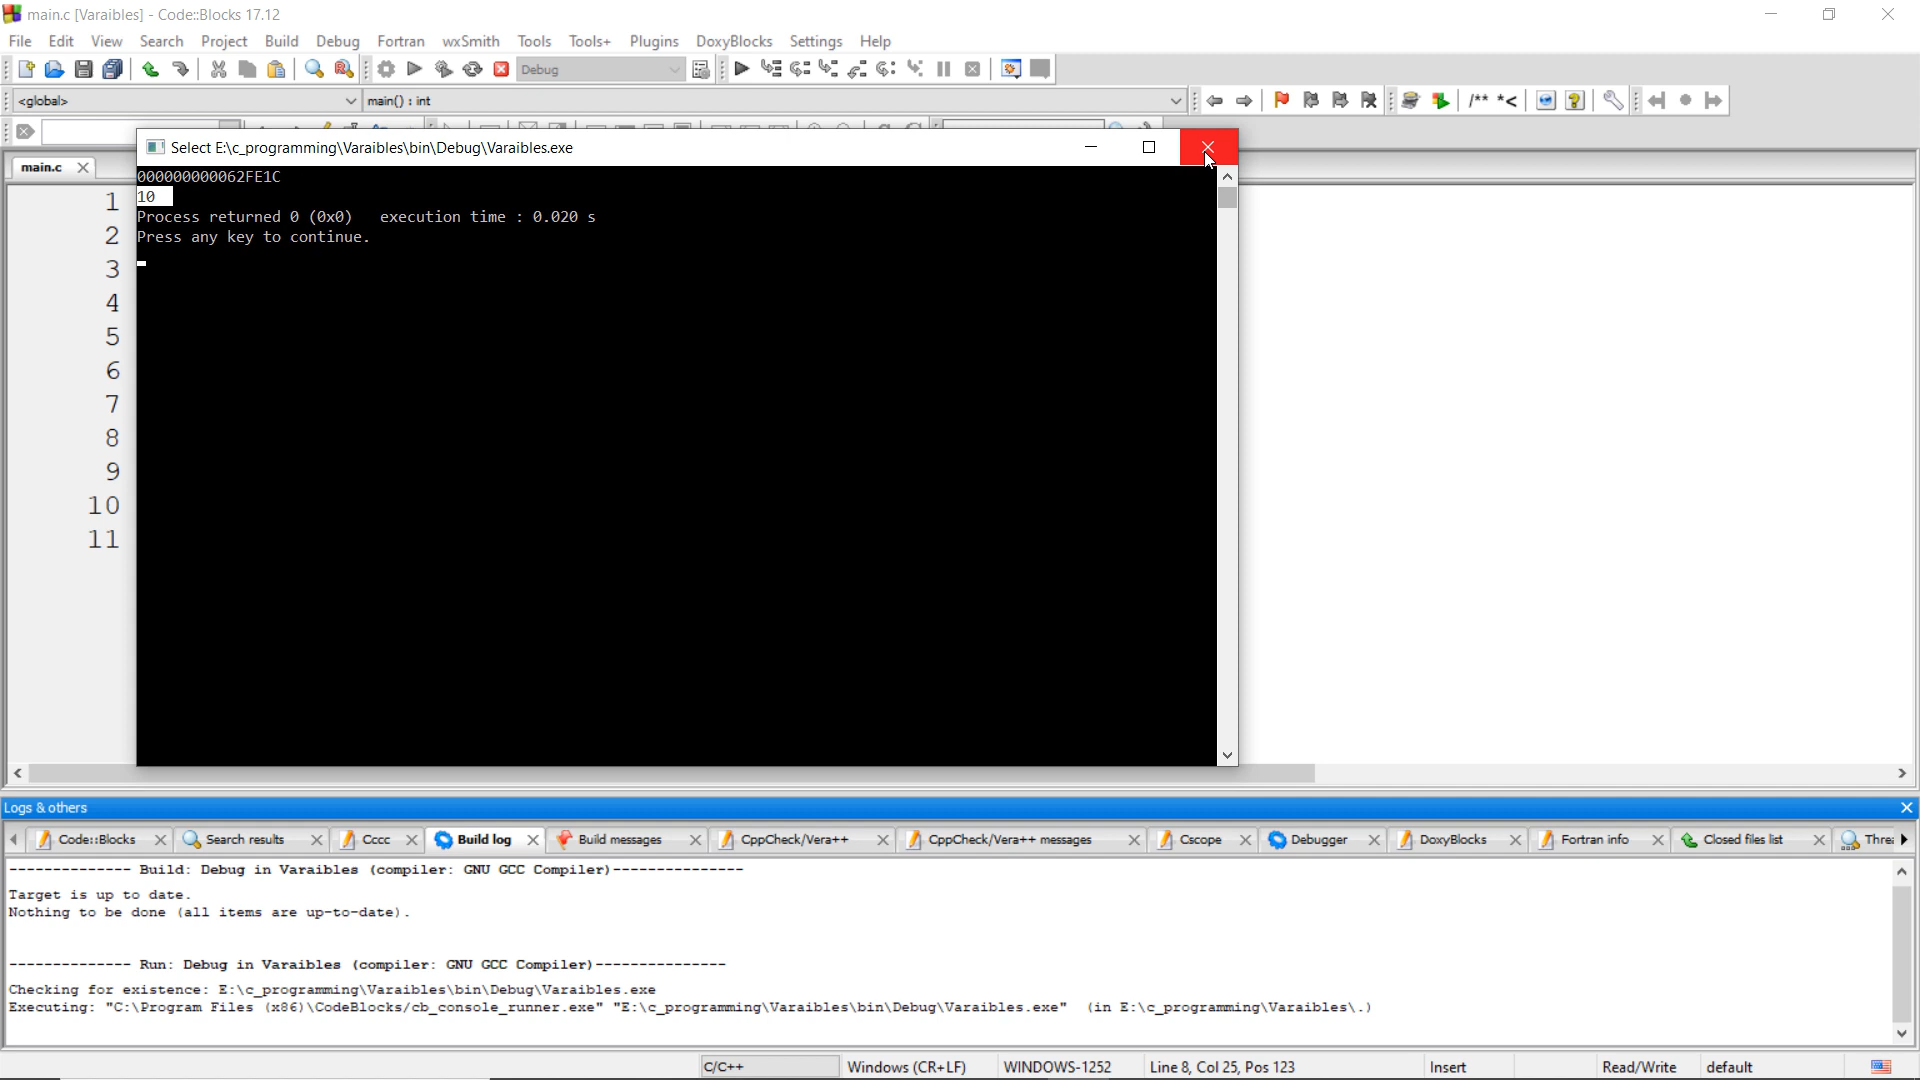 main.c [Varaibles] - Code::Blocks 17.12
File Edit View Search Project Build Debug Fortran wxSmith Tools Tools+ Plugins DoxyBlocks Settings Help
Debug
<global> main() : int /** *<
main.c
Select E:\c_programming\Varaibles\bin\Debug\Varaibles.exe
000000000062FE1C
10
Process returned 0 (0x0) execution time : 0.020 s
Press any key to continue.
1
2
3
4
5
6
7
8
9
10
11
Logs & others
Code::Blocks Search results Cccc Build log Build messages CppCheck/Vera++ CppCheck/Vera++ messages Cscope Debugger DoxyBlocks Fortran info Closed files list Threa
-------------- Build: Debug in Varaibles (compiler: GNU GCC Compiler)---------------
Target is up to date.
Nothing to be done (all items are up-to-date).
-------------- Run: Debug in Varaibles (compiler: GNU GCC Compiler)---------------
Checking for existence: E:\c_programming\Varaibles\bin\Debug\Varaibles.exe
Executing: "C:\Program Files (x86)\CodeBlocks/cb_console_runner.exe" "E:\c_programming\Varaibles\bin\Debug\Varaibles.exe" (in E:\c_programming\Varaibles\.)
C/C++ Windows (CR+LF) WINDOWS-1252 Line 8, Col 25, Pos 123 Insert Read/Write default